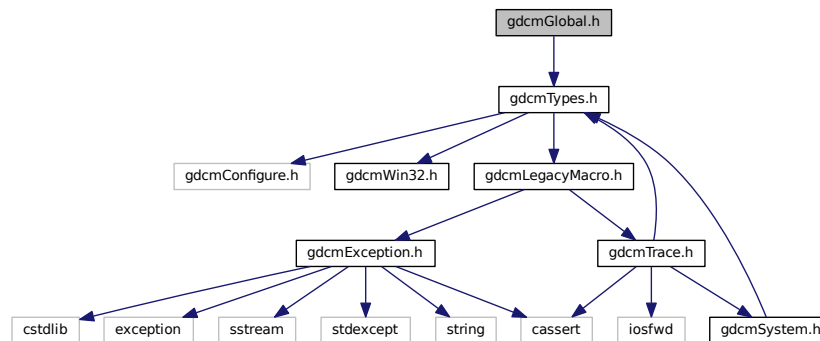 gdcmGlobal.h
gdcmTypes.h
gdcmConfigure.h
gdcmWin32.h
gdcmLegacyMacro.h
gdcmException.h
gdcmTrace.h
cstdlib
exception
sstream
stdexcept
string
cassert
iosfwd
gdcmSystem.h